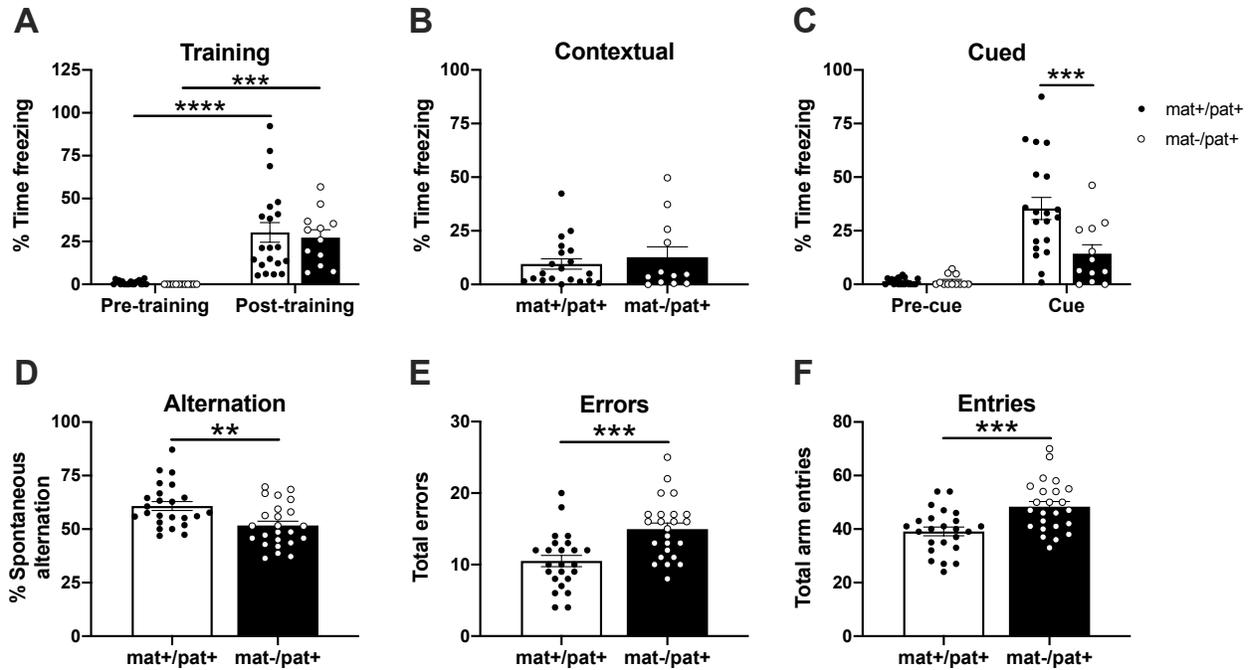 A
Training
% Time freezing
125
100
75
50
25
0
***
****
Pre-training
Post-training
B
Contextual
% Time freezing
100
75
50
25
0
mat+/pat+
mat-/pat+
C
Cued
% Time freezing
100
75
50
25
0
***
Pre-cue
Cue
mat+/pat+
mat-/pat+
D
Alternation
% Spontaneous
alternation
100
75
50
25
0
**
mat+/pat+
mat-/pat+
E
Errors
Total errors
30
20
10
0
***
mat+/pat+
mat-/pat+
F
Entries
Total arm entries
80
60
40
20
0
***
mat+/pat+
mat-/pat+